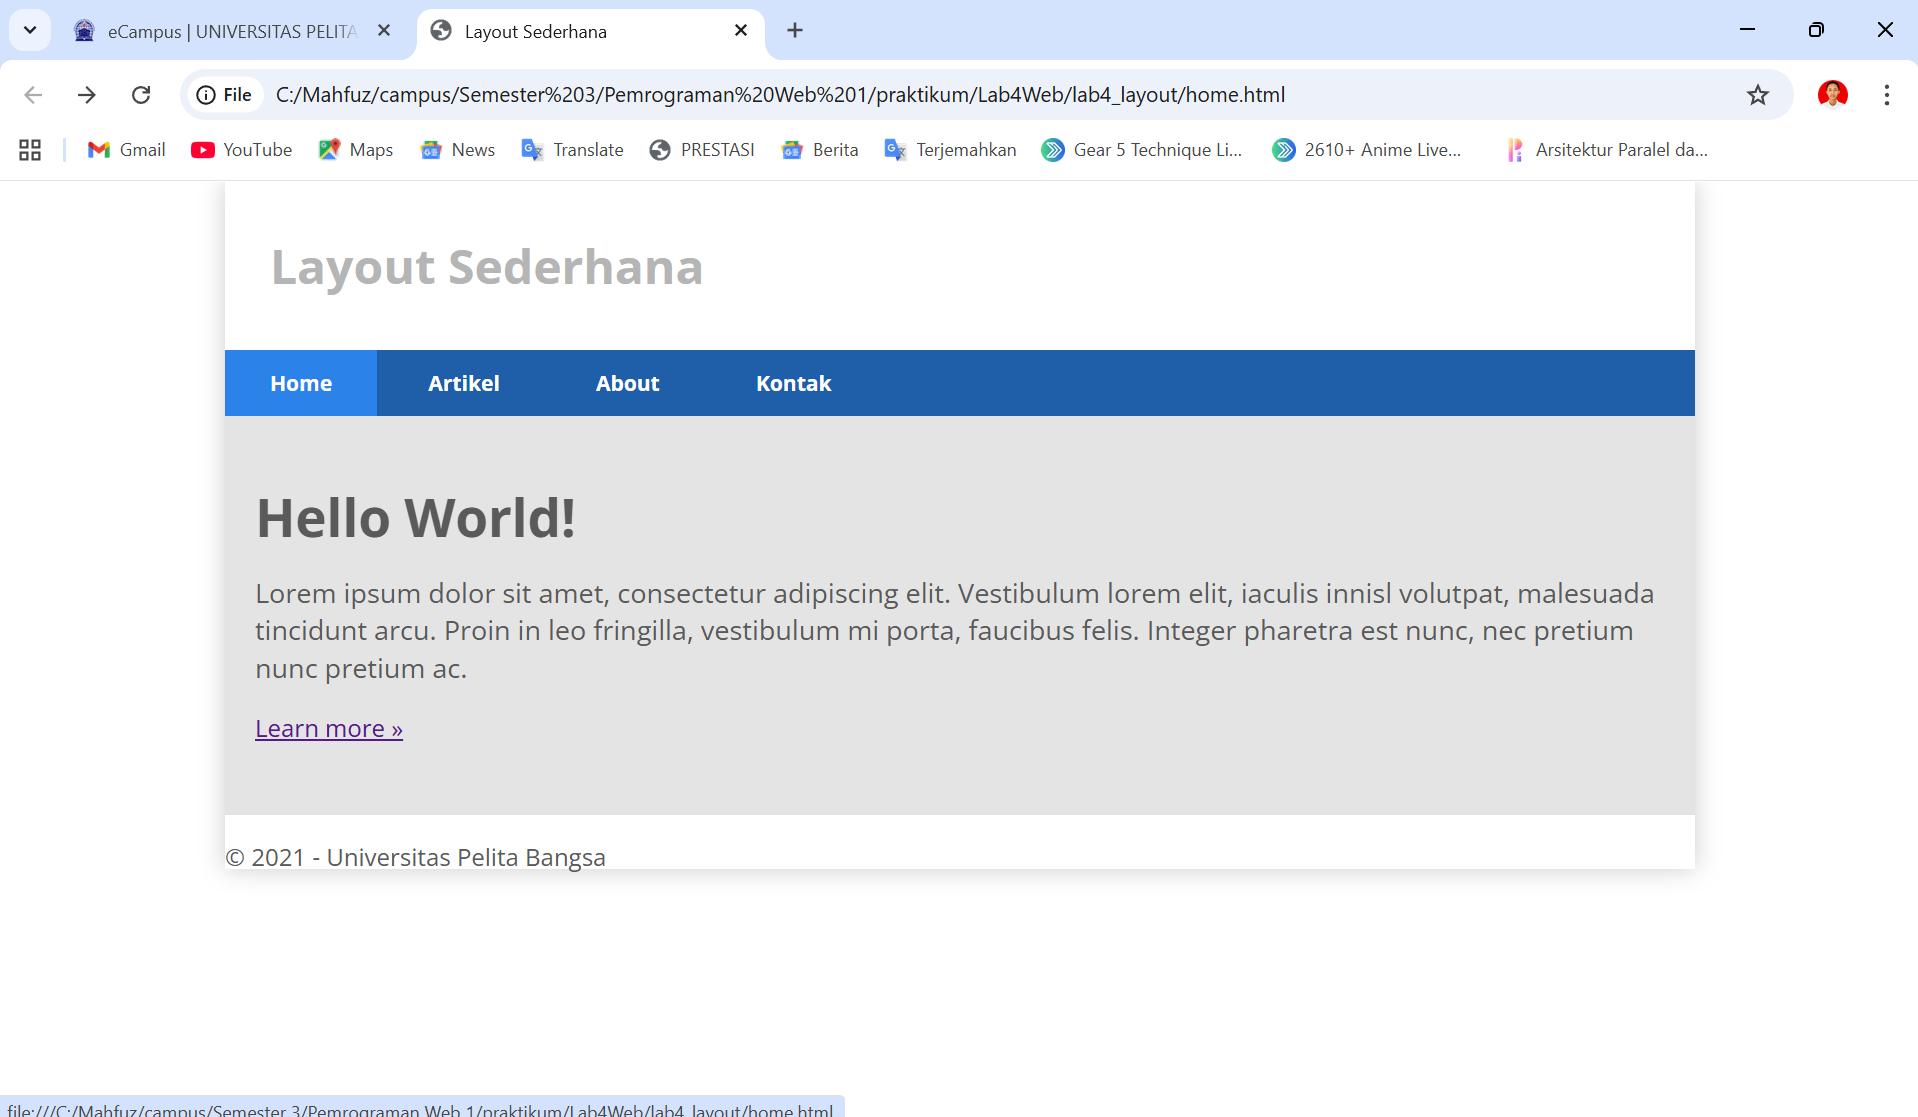 eCampus | UNIVERSITAS PELITA
Layout Sederhana
File C:/Mahfuz/campus/Semester%203/Pemrograman%20Web%201/praktikum/Lab4Web/lab4_layout/home.html
Gmail YouTube Maps News Translate PRESTASI Berita Terjemahkan Gear 5 Technique Li... 2610+ Anime Live... Arsitektur Paralel da...
Layout Sederhana
Home Artikel About Kontak
Hello World!
Lorem ipsum dolor sit amet, consectetur adipiscing elit. Vestibulum lorem elit, iaculis innisl volutpat, malesuada
tincidunt arcu. Proin in leo fringilla, vestibulum mi porta, faucibus felis. Integer pharetra est nunc, nec pretium
nunc pretium ac.
Learn more »
© 2021 - Universitas Pelita Bangsa
file:///C:/Mahfuz/campus/Semester 3/Pemrograman Web 1/praktikum/Lab4Web/lab4_layout/home.html